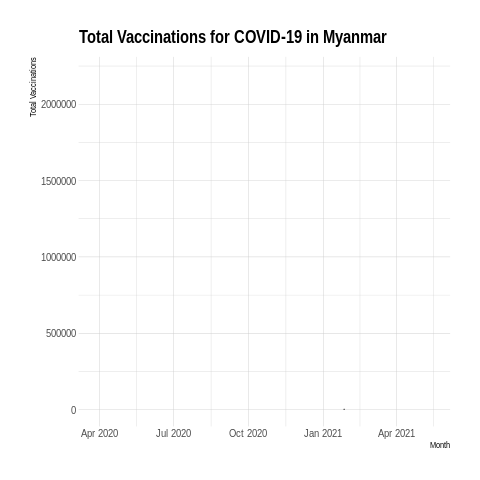 Total Vaccinations for COVID-19 in Myanmar
Total Vaccinations
2000000
1500000
1000000
500000
0
Apr 2020 Jul 2020 Oct 2020 Jan 2021 Apr 2021
Month